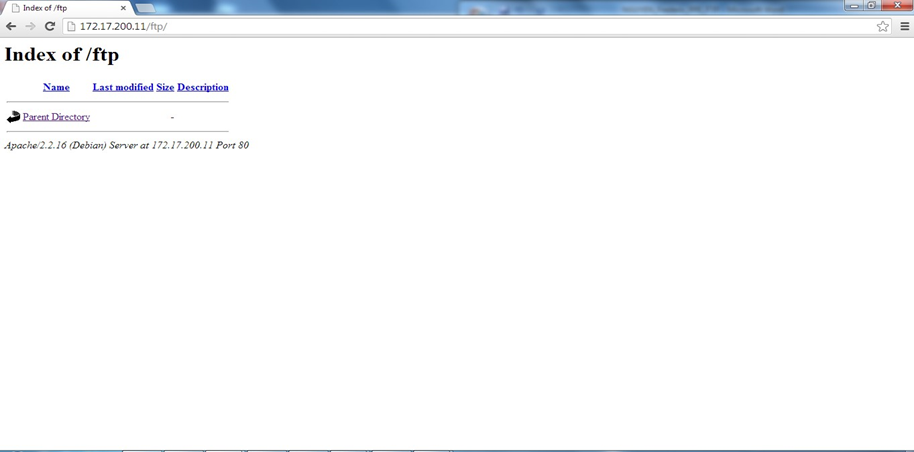 Index of /ftp
172.17.200.11/ftp/
Index of /ftp
Name Last modified Size Description
Parent Directory -
Apache/2.2.16 (Debian) Server at 172.17.200.11 Port 80